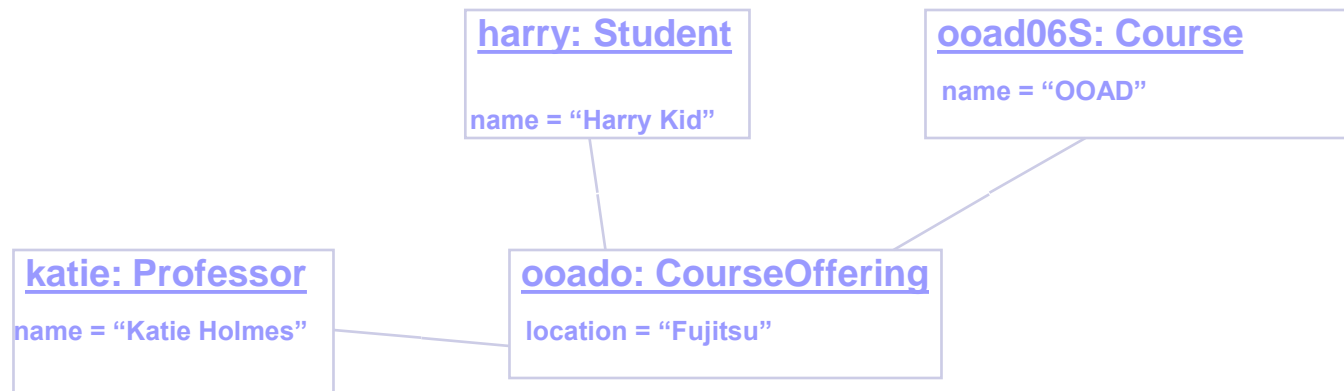 harry: Student
name = “Harry Kid”
ooad06S: Course
name = “OOAD”
katie: Professor
name = “Katie Holmes”
ooado: CourseOffering
location = “Fujitsu”